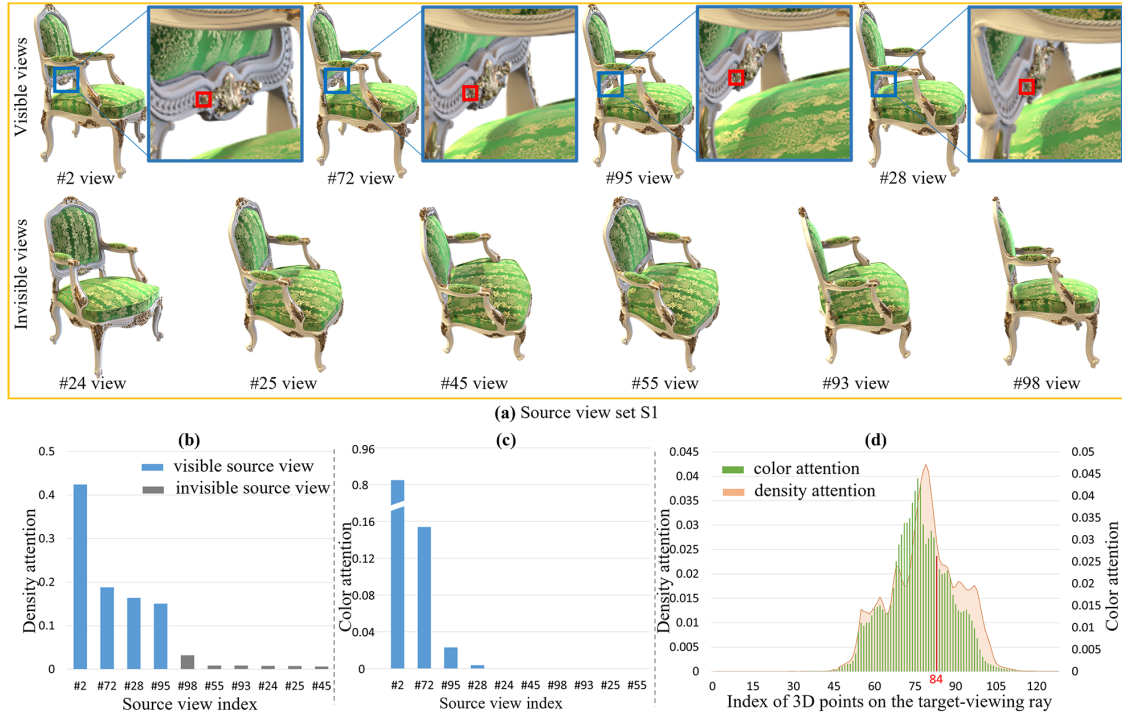 Visible views
#2 view
#72 view
#95 view
#28 view
Invisible views
#24 view
#25 view
#45 view
#55 view
#93 view
#98 view
(a) Source view set S1
(b)
Density attention
0.5
0.4
0.3
0.2
0.1
0
visible source view
invisible source view
#2 #72 #28 #95 #98 #55 #93 #24 #25 #45
Source view index
(c)
Color attention
0.96
0.8
0.16
0.12
0.08
0.04
0
#2 #72 #95 #28 #24 #45 #98 #93 #25 #55
Source view index
(d)
Density attention
0.045
0.04
0.035
0.03
0.025
0.02
0.015
0.01
0.005
0
color attention
density attention
0.05
0.045
0.04
0.035
0.03
0.025
0.02
0.015
0.01
0.005
0
Color attention
0 15 30 45 60 75 84 90 105 120
Index of 3D points on the target-viewing ray